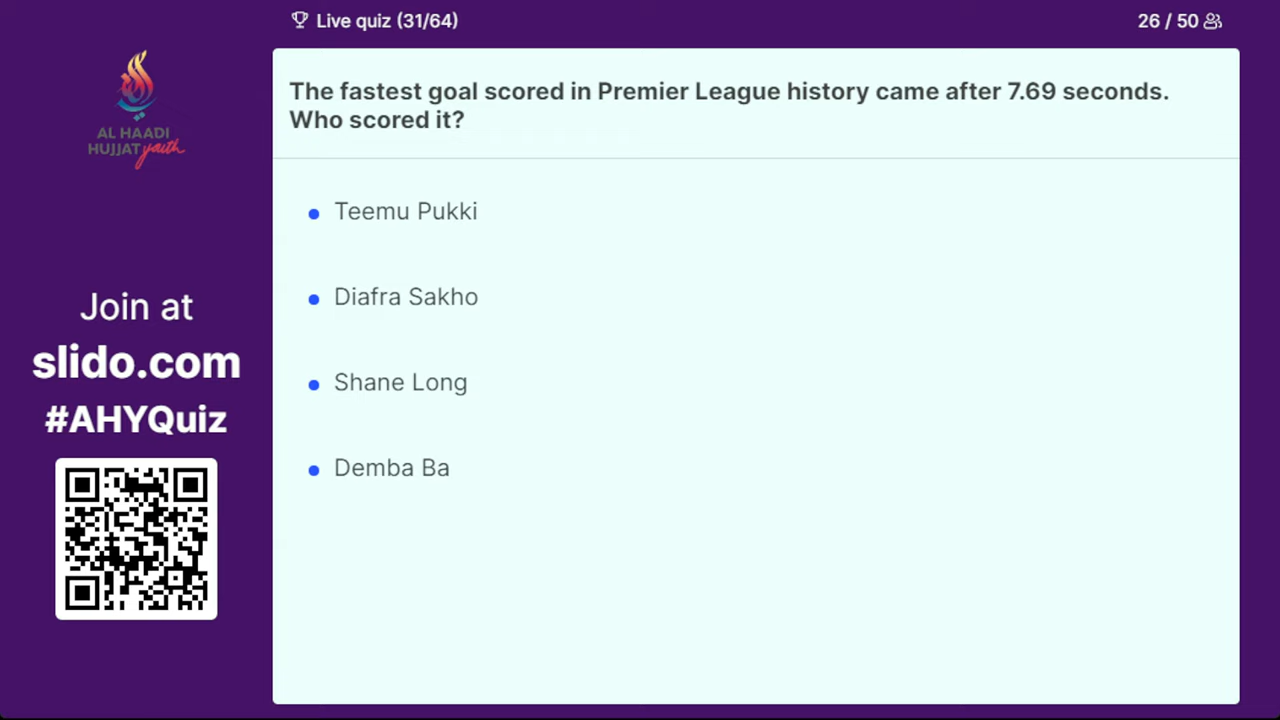 Live quiz (31/64)
26 / 50
AL HAADI
HUJJAT youth
The fastest goal scored in Premier League history came after 7.69 seconds.
Who scored it?
Teemu Pukki
Diafra Sakho
Shane Long
Demba Ba
Join at
slido.com
#AHYQuiz